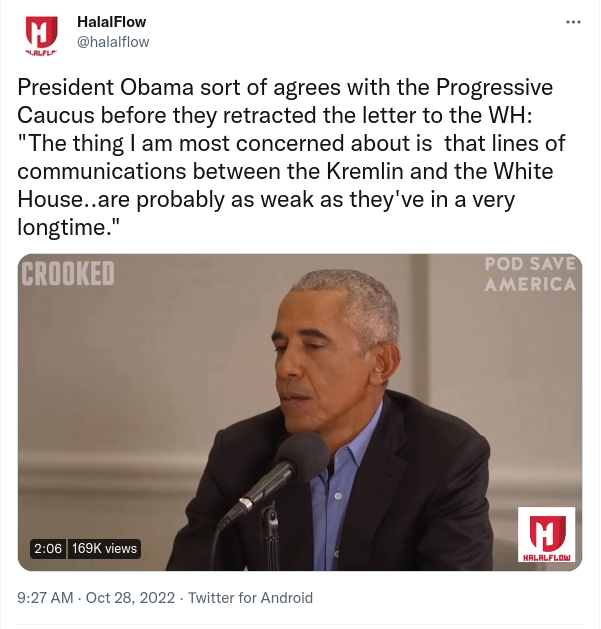 HalalFlow
@halalflow
President Obama sort of agrees with the Progressive
Caucus before they retracted the letter to the WH:
"The thing I am most concerned about is  that lines of
communications between the Kremlin and the White
House..are probably as weak as they've in a very
longtime."
CROOKED
POD SAVE
AMERICA
2:06 169K views
HALALFLOW
9:27 AM · Oct 28, 2022 · Twitter for Android